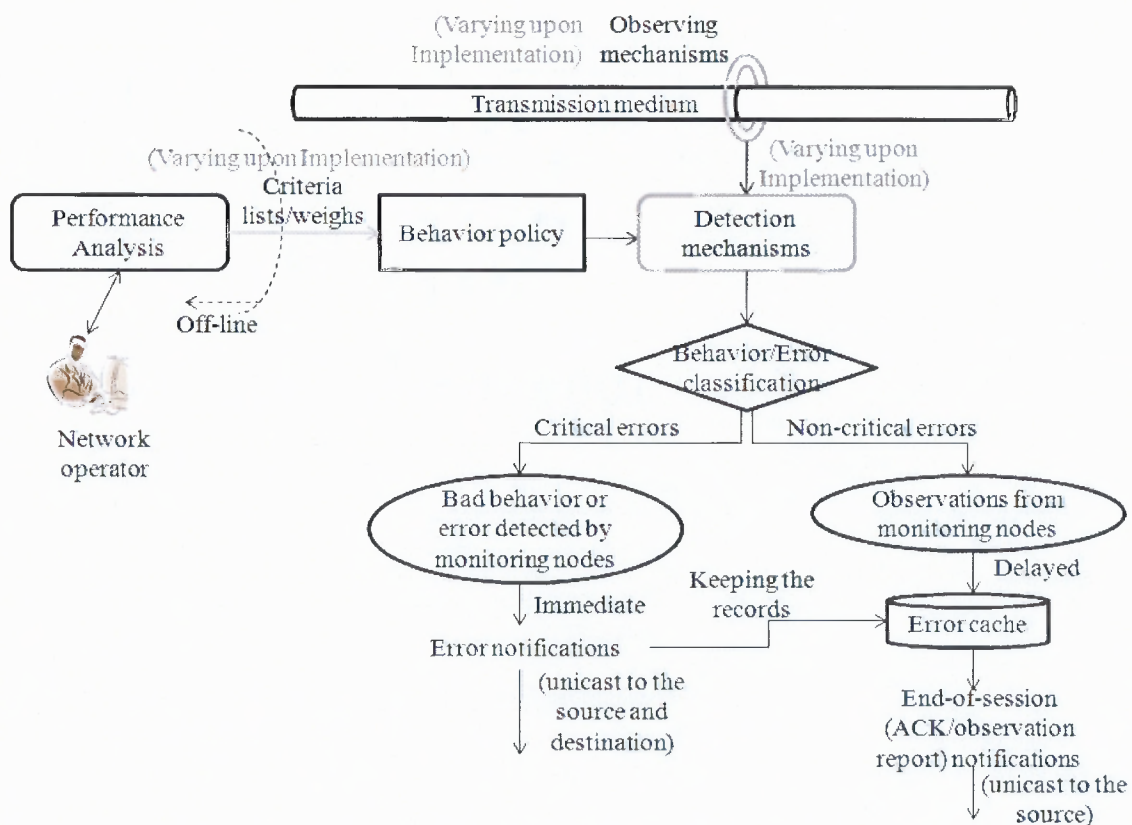 (Varying upon
Implementation)
Observing
mechanisms
Transmission medium
(Varying upon Implementation)
(Varying upon
Implementation)
Criteria
lists/weighs
Performance
Analysis
Behavior policy
Detection
mechanisms
Off-line
Network
operator
Behavior/Error
classification
Critical errors
Non-critical errors
Bad behavior or
error detected by
monitoring nodes
Observations from
monitoring nodes
Immediate
Keeping the
records
Delayed
Error cache
Error notifications
(unicast to the
source and
destination)
End-of-session
(ACK/observation
report) notifications
(unicast to the
source)